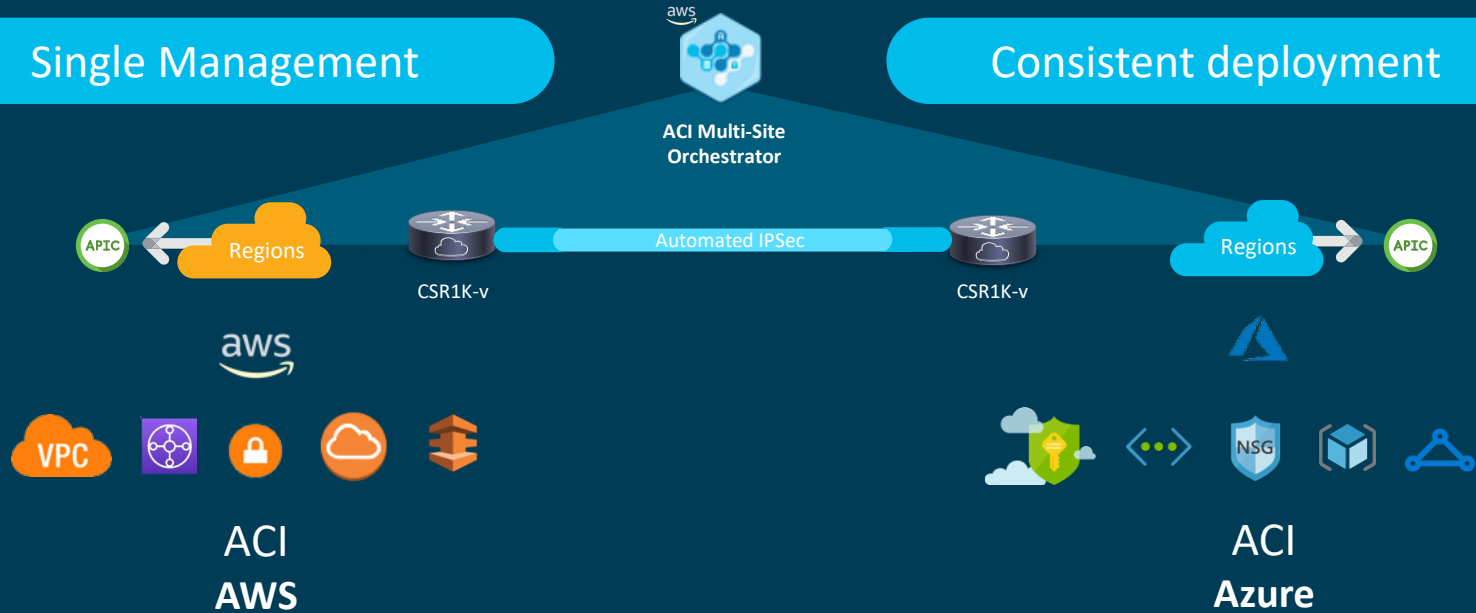 aws
Single Management
Consistent deployment
ACI Multi-Site
Orchestrator
APIC
Regions
Automated IPSec
Regions
APIC
CSR1K-v
CSR1K-v
aws
VPC
NSG
ACI
AWS
ACI
Azure